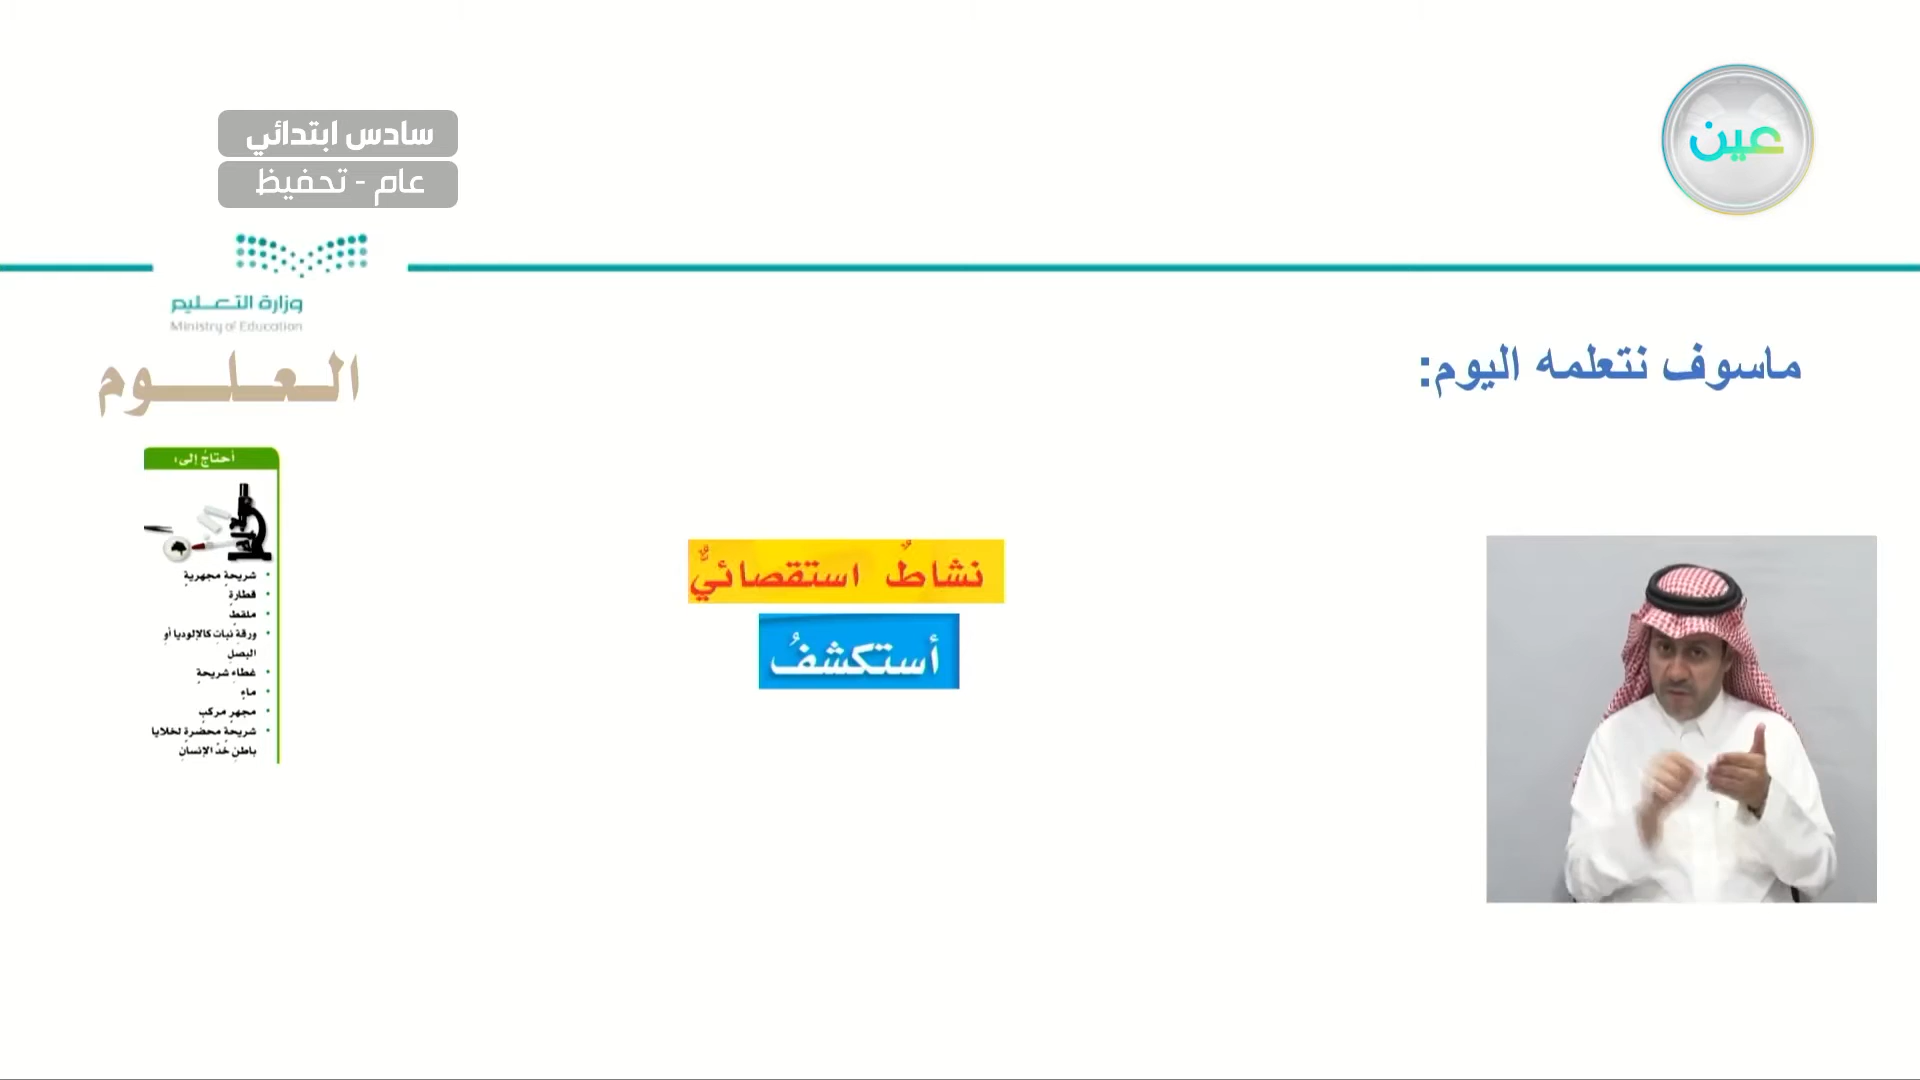 عين
سادس ابتدائي
عام - تحفيظ
وزارة التعليم
Ministry of Education
العلوم
ماسوف نتعلمه اليوم:
نشاطٌ استقصائيٌّ
أستكشفُ
أحتاجُ إلى:
• شريحةٍ مجهريةٍ
• قطارةٍ
• ملقطٍ
• ورقةِ نباتٍ كالإلوديا أو
البصلِ
• غطاءِ شريحةٍ
• ماءٍ
• مجهرٍ مركبٍ
• شريحةٍ محضرةٍ لخلايا
باطنِ خدِّ الإنسانِ